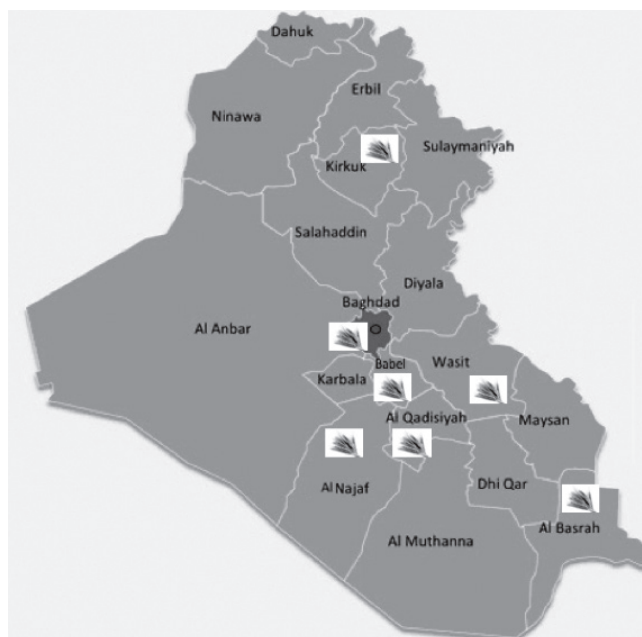 Dahuk
Erbil
Ninawa
Sulaymaniyah
Kirkuk
Salahaddin
Diyala
Baghdad
Al Anbar
Babel
Wasit
Karbala
Al Qadisiyah
Maysan
Al Najaf
Dhi Qar
Al Basrah
Al Muthanna